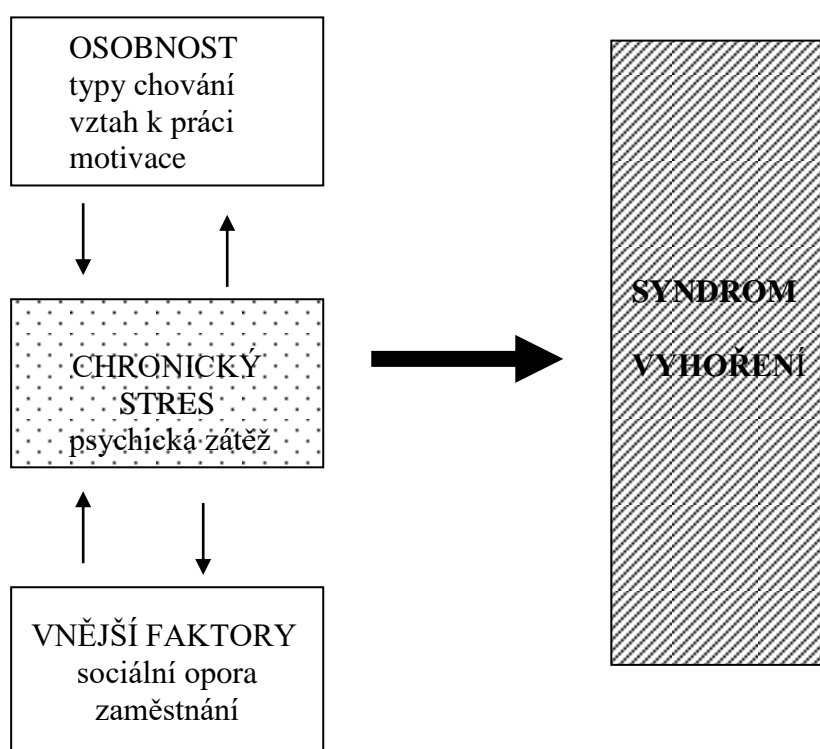 OSOBNOST
typy chování
vztah k práci
motivace
CHRONICKÝ
STRES
psychická zátěž
VNĚJŠÍ FAKTORY
sociální opora
zaměstnání
SYNDROM
VYHOŘENÍ